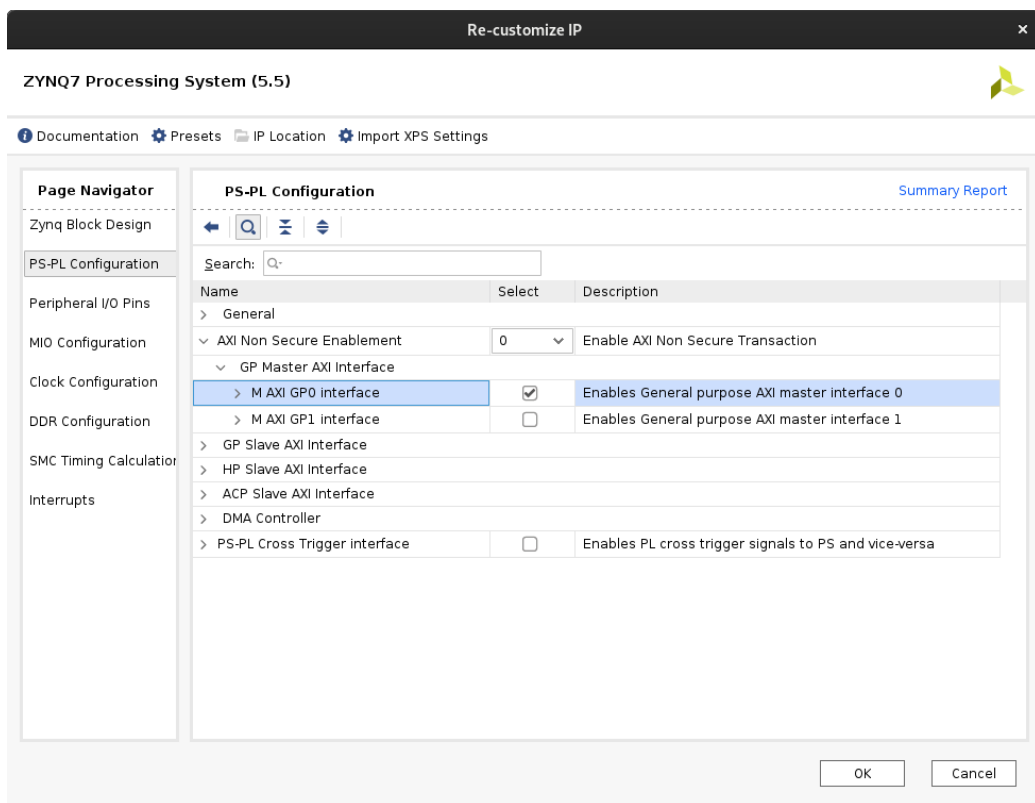 Re-customize IP
ZYNQ7 Processing System (5.5)
Documentation Presets IP Location Import XPS Settings
Page Navigator
Zynq Block Design
PS-PL Configuration
Peripheral I/O Pins
MIO Configuration
Clock Configuration
DDR Configuration
SMC Timing Calculation
Interrupts
PS-PL Configuration Summary Report
Search:
Name Select Description
General
AXI Non Secure Enablement 0 Enable AXI Non Secure Transaction
GP Master AXI Interface
M AXI GP0 interface Enables General purpose AXI master interface 0
M AXI GP1 interface Enables General purpose AXI master interface 1
GP Slave AXI Interface
HP Slave AXI Interface
ACP Slave AXI Interface
DMA Controller
PS-PL Cross Trigger interface Enables PL cross trigger signals to PS and vice-versa
OK Cancel